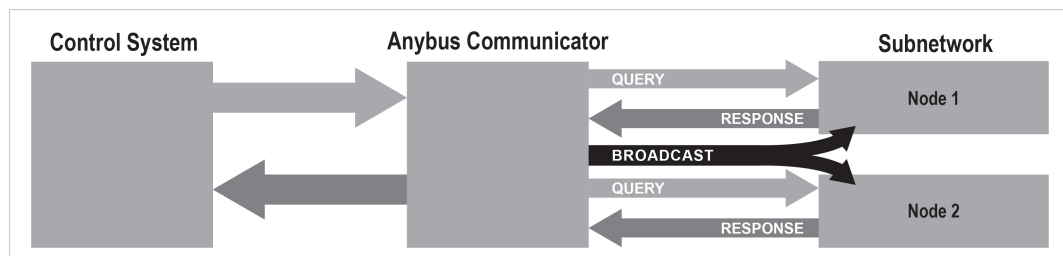 Control System
Anybus Communicator
Subnetwork
QUERY
Node 1
RESPONSE
BROADCAST
QUERY
Node 2
RESPONSE